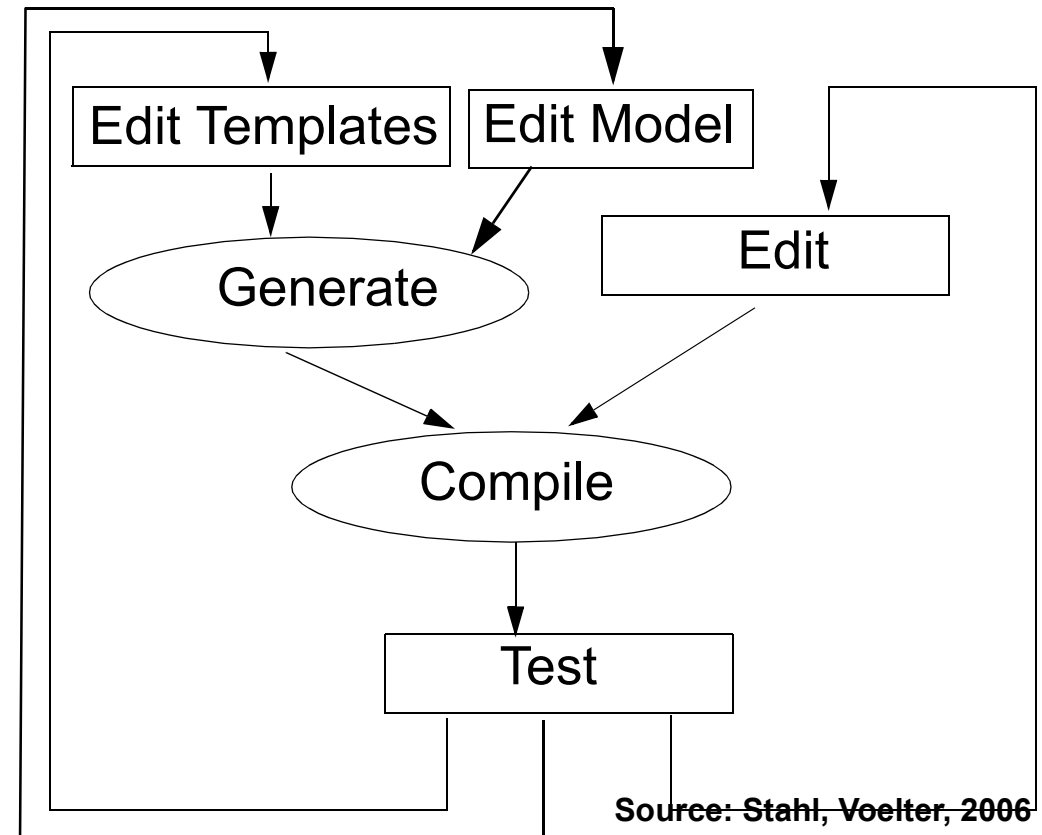 Edit Templates
Edit Model
Edit
Generate
Compile
Test
Source: Stahl, Voelter, 2006